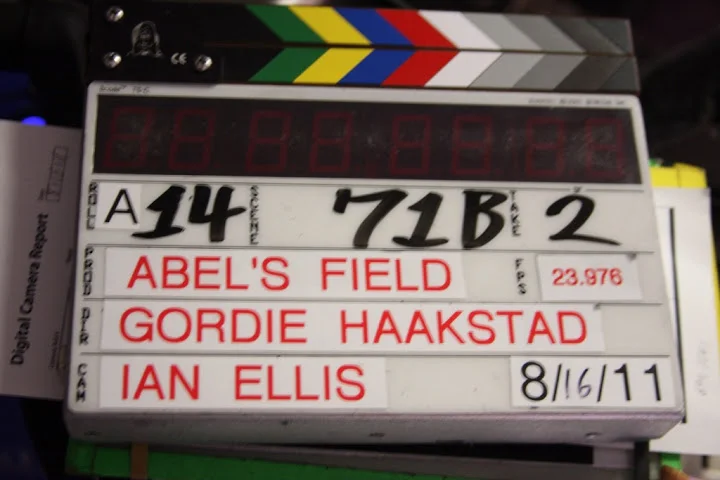 CE
ROLL A 14 SCENE 71B TAKE 2
PROD ABEL'S FIELD FPS 23.976
DIR GORDIE HAAKSTAD
CAM IAN ELLIS 8/16/11
Digital Camera Report